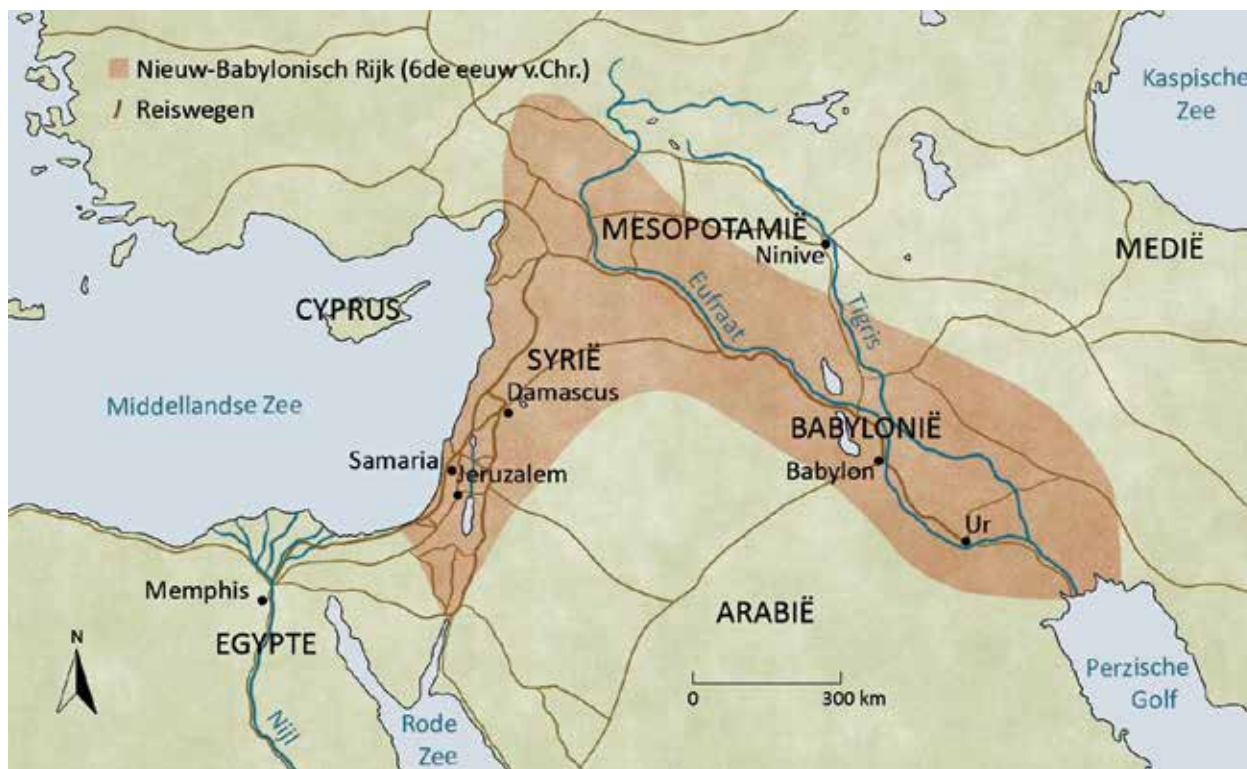 Nieuw-Babylonisch Rijk (6de eeuw v.Chr.)
Reiswegen
Kaspische
Zee
MESOPOTAMIË
Ninive
MEDIË
Eufraat
Tigris
CYPRUS
SYRIË
Damascus
Middellandse Zee
BABYLONIË
Samaria
Jeruzalem
Babylon
Ur
Memphis
ARABIË
N
EGYPTE
Perzische
Golf
0 300 km
Nijl
Rode
Zee